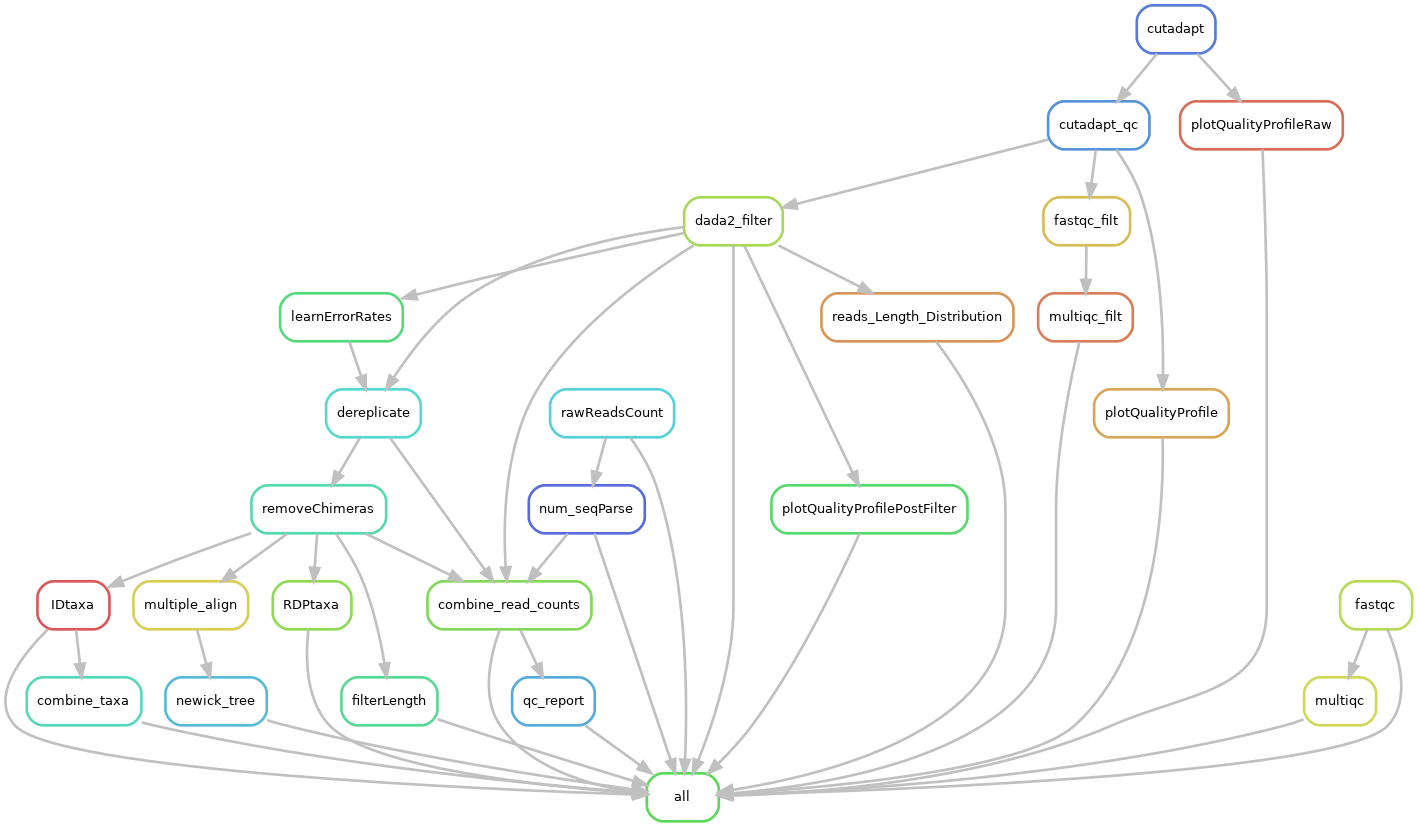 cutadapt
cutadapt_qc
plotQualityProfileRaw
dada2_filter
fastqc_filt
learnErrorRates
reads_Length_Distribution
multiqc_filt
dereplicate
rawReadsCount
plotQualityProfile
removeChimeras
num_seqParse
plotQualityProfilePostFilter
IDtaxa
multiple_align
RDPtaxa
combine_read_counts
fastqc
combine_taxa
newick_tree
filterLength
qc_report
multiqc
all